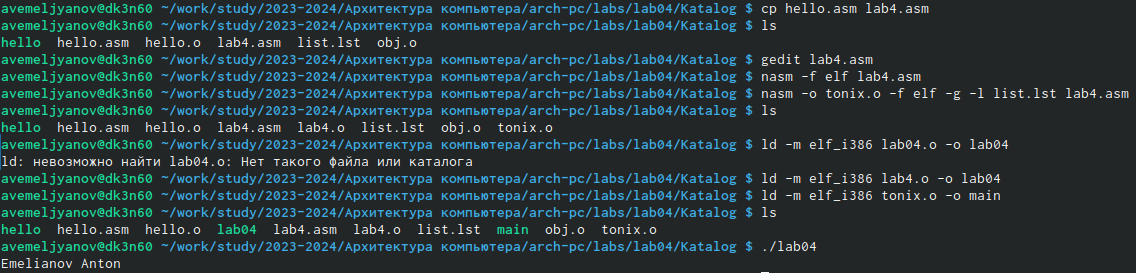 avemeljyanov@dk3n60 ~/work/study/2023-2024/Архитектура компьютера/arch-pc/labs/lab04/Katalog $ cp hello.asm lab4.asm
avemeljyanov@dk3n60 ~/work/study/2023-2024/Архитектура компьютера/arch-pc/labs/lab04/Katalog $ ls
hello  hello.asm  hello.o  lab4.asm  list.lst  obj.o
avemeljyanov@dk3n60 ~/work/study/2023-2024/Архитектура компьютера/arch-pc/labs/lab04/Katalog $ gedit lab4.asm
avemeljyanov@dk3n60 ~/work/study/2023-2024/Архитектура компьютера/arch-pc/labs/lab04/Katalog $ nasm -f elf lab4.asm
avemeljyanov@dk3n60 ~/work/study/2023-2024/Архитектура компьютера/arch-pc/labs/lab04/Katalog $ nasm -o tonix.o -f elf -g -l list.lst lab4.asm
avemeljyanov@dk3n60 ~/work/study/2023-2024/Архитектура компьютера/arch-pc/labs/lab04/Katalog $ ls
hello  hello.asm  hello.o  lab4.asm  lab4.o  list.lst  obj.o  tonix.o
avemeljyanov@dk3n60 ~/work/study/2023-2024/Архитектура компьютера/arch-pc/labs/lab04/Katalog $ ld -m elf_i386 lab04.o -o lab04
ld: невозможно найти lab04.o: Нет такого файла или каталога
avemeljyanov@dk3n60 ~/work/study/2023-2024/Архитектура компьютера/arch-pc/labs/lab04/Katalog $ ld -m elf_i386 lab4.o -o lab04
avemeljyanov@dk3n60 ~/work/study/2023-2024/Архитектура компьютера/arch-pc/labs/lab04/Katalog $ ld -m elf_i386 tonix.o -o main
avemeljyanov@dk3n60 ~/work/study/2023-2024/Архитектура компьютера/arch-pc/labs/lab04/Katalog $ ls
hello  hello.asm  hello.o  lab04  lab4.asm  lab4.o  list.lst  main  obj.o  tonix.o
avemeljyanov@dk3n60 ~/work/study/2023-2024/Архитектура компьютера/arch-pc/labs/lab04/Katalog $ ./lab04
Emelianov Anton